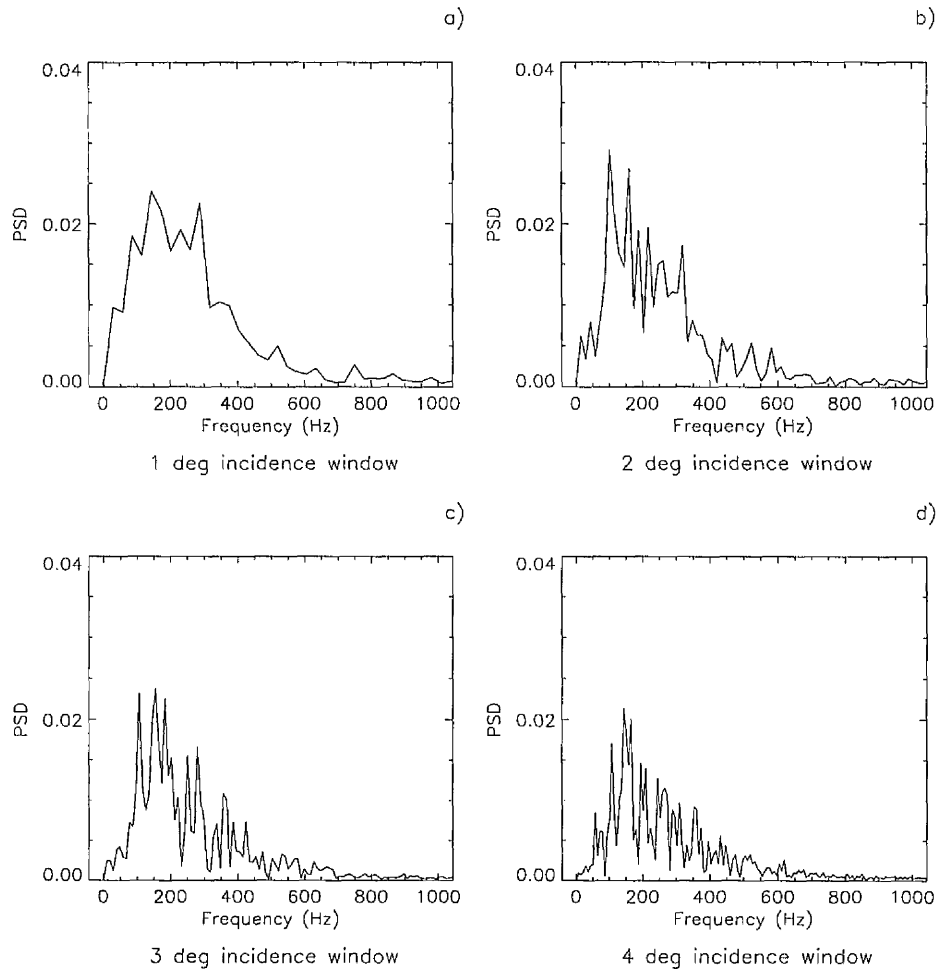 a)
0.04
0.02
0.00
PSD
0 200 400 600 800 1000
Frequency (Hz)
1 deg incidence window
b)
0.04
0.02
0.00
PSD
0 200 400 600 800 1000
Frequency (Hz)
2 deg incidence window
c)
0.04
0.02
0.00
PSD
0 200 400 600 800 1000
Frequency (Hz)
3 deg incidence window
d)
0.04
0.02
0.00
PSD
0 200 400 600 800 1000
Frequency (Hz)
4 deg incidence window